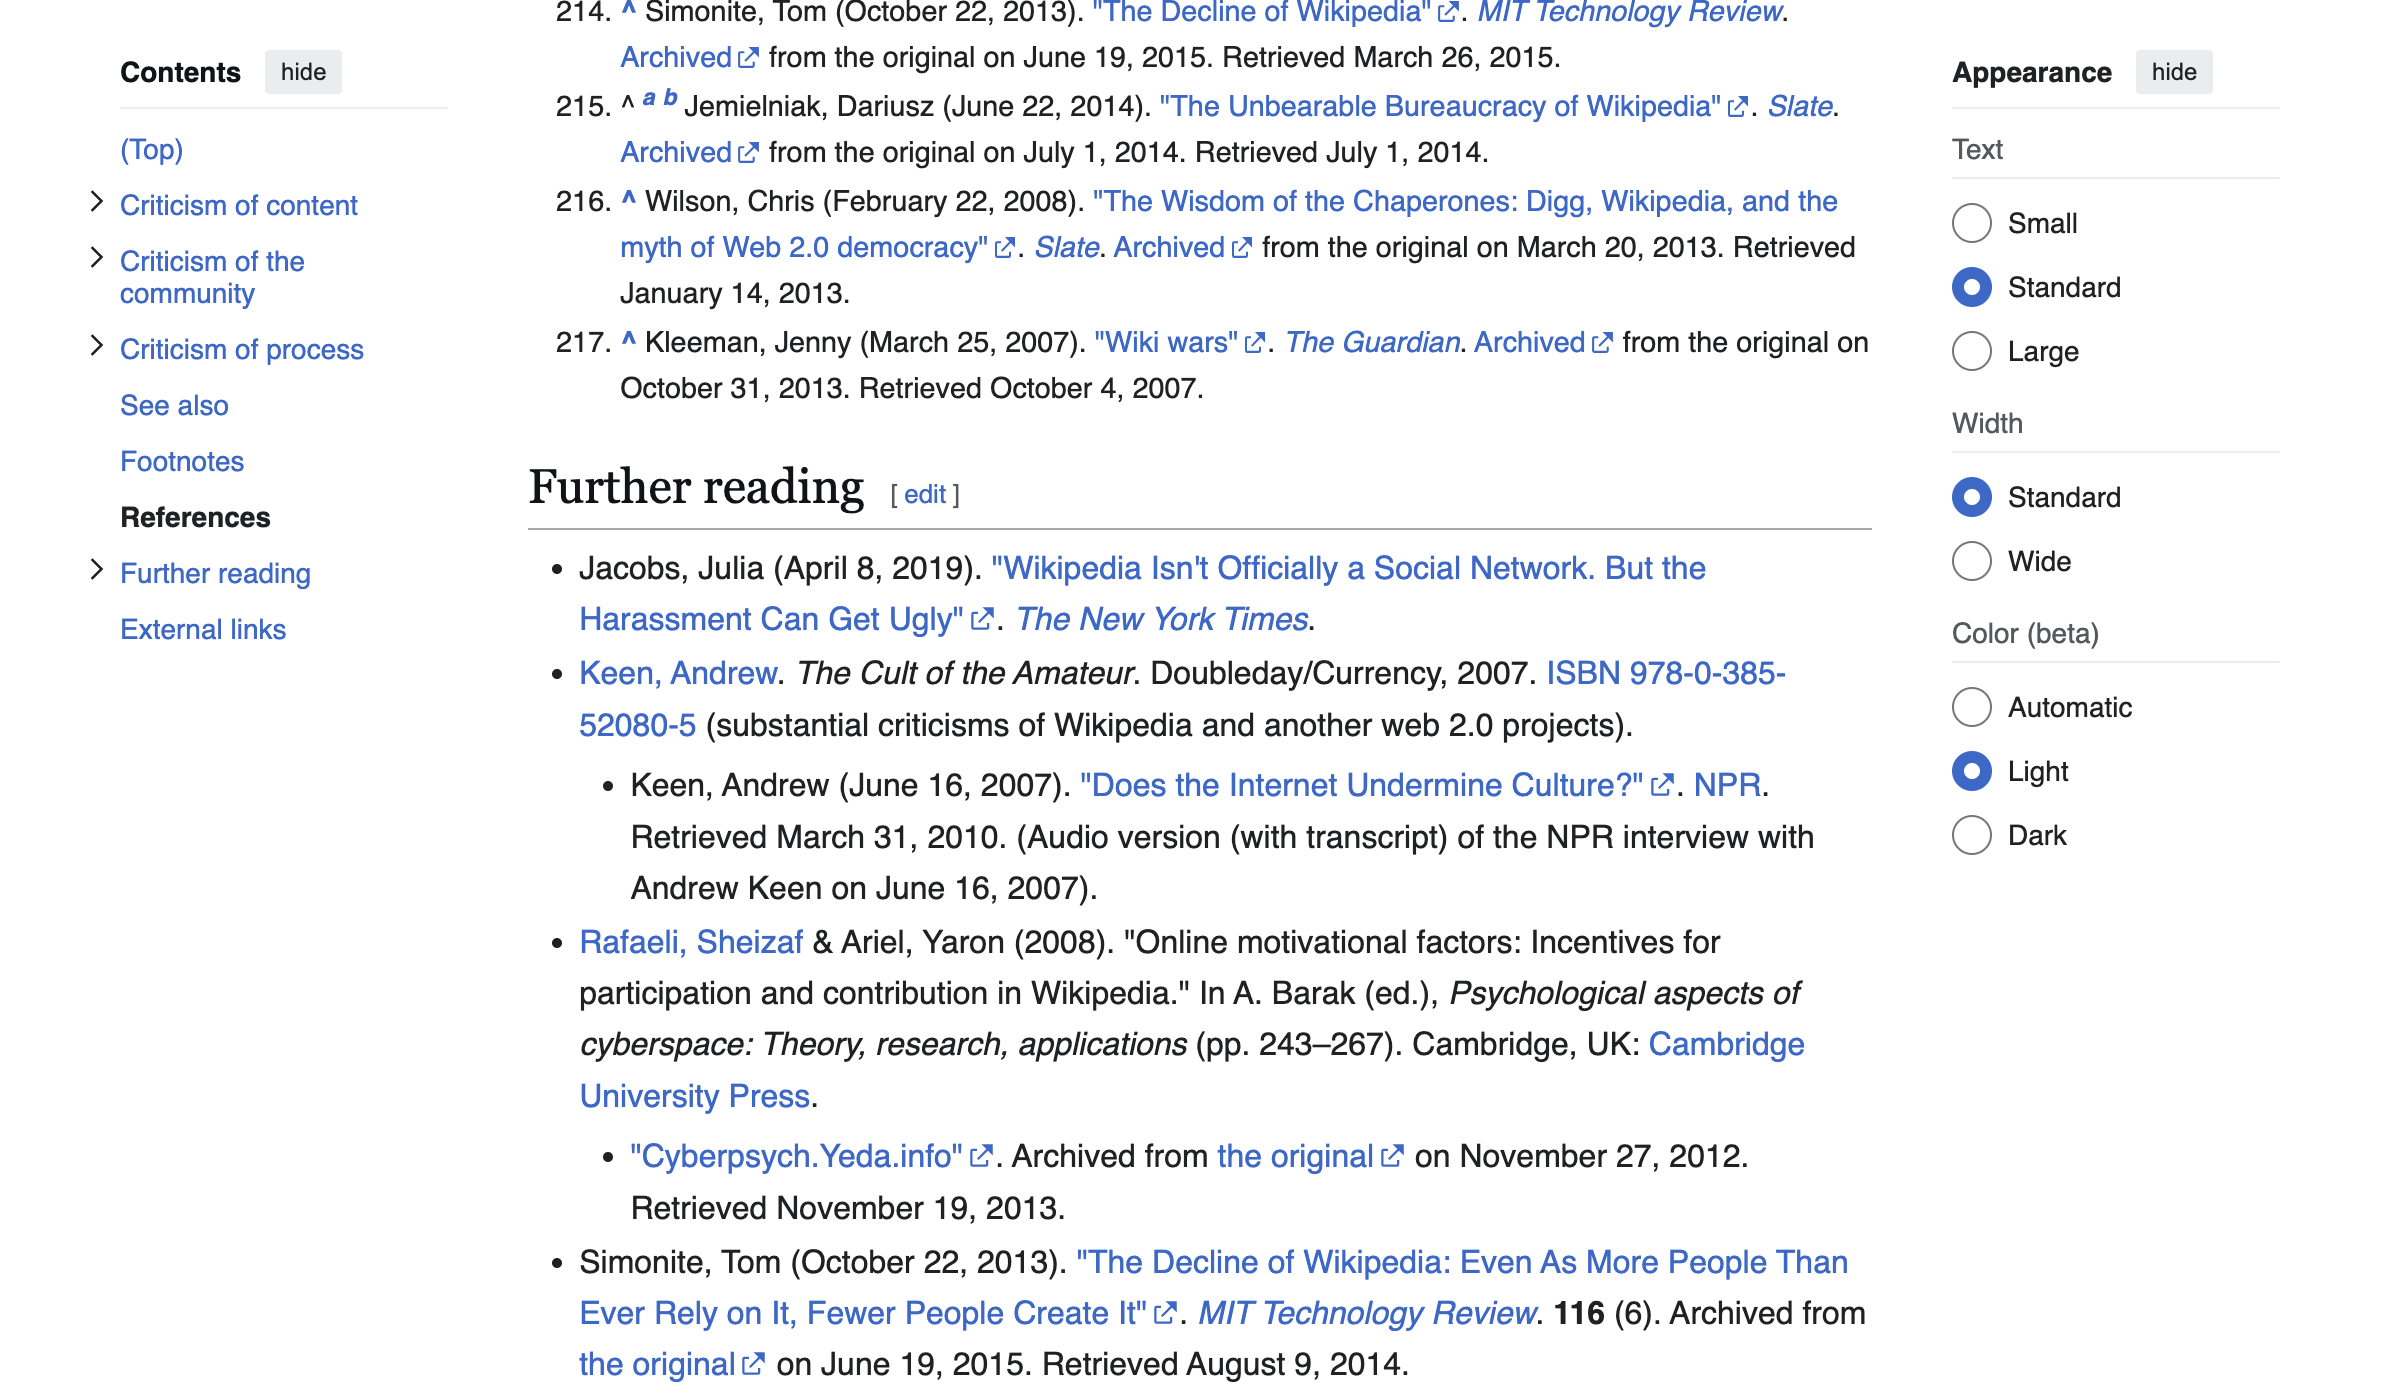 Contents hide
(Top)
Criticism of content
Criticism of the
community
Criticism of process
See also
Footnotes
References
Further reading
External links
214. ^ Simonite, Tom (October 22, 2013). "The Decline of Wikipedia". MIT Technology Review.
Archived from the original on June 19, 2015. Retrieved March 26, 2015.
215. ^ a b Jemielniak, Dariusz (June 22, 2014). "The Unbearable Bureaucracy of Wikipedia". Slate.
Archived from the original on July 1, 2014. Retrieved July 1, 2014.
216. ^ Wilson, Chris (February 22, 2008). "The Wisdom of the Chaperones: Digg, Wikipedia, and the
myth of Web 2.0 democracy". Slate. Archived from the original on March 20, 2013. Retrieved
January 14, 2013.
217. ^ Kleeman, Jenny (March 25, 2007). "Wiki wars". The Guardian. Archived from the original on
October 31, 2013. Retrieved October 4, 2007.
Further reading [ edit ]
• Jacobs, Julia (April 8, 2019). "Wikipedia Isn't Officially a Social Network. But the
Harassment Can Get Ugly". The New York Times.
• Keen, Andrew. The Cult of the Amateur. Doubleday/Currency, 2007. ISBN 978-0-385-
52080-5 (substantial criticisms of Wikipedia and another web 2.0 projects).
• Keen, Andrew (June 16, 2007). "Does the Internet Undermine Culture?". NPR.
Retrieved March 31, 2010. (Audio version (with transcript) of the NPR interview with
Andrew Keen on June 16, 2007).
• Rafaeli, Sheizaf & Ariel, Yaron (2008). "Online motivational factors: Incentives for
participation and contribution in Wikipedia." In A. Barak (ed.), Psychological aspects of
cyberspace: Theory, research, applications (pp. 243–267). Cambridge, UK: Cambridge
University Press.
• "Cyberpsych.Yeda.info". Archived from the original on November 27, 2012.
Retrieved November 19, 2013.
• Simonite, Tom (October 22, 2013). "The Decline of Wikipedia: Even As More People Than
Ever Rely on It, Fewer People Create It". MIT Technology Review. 116 (6). Archived from
the original on June 19, 2015. Retrieved August 9, 2014.
Appearance hide
Text
Small
Standard
Large
Width
Standard
Wide
Color (beta)
Automatic
Light
Dark